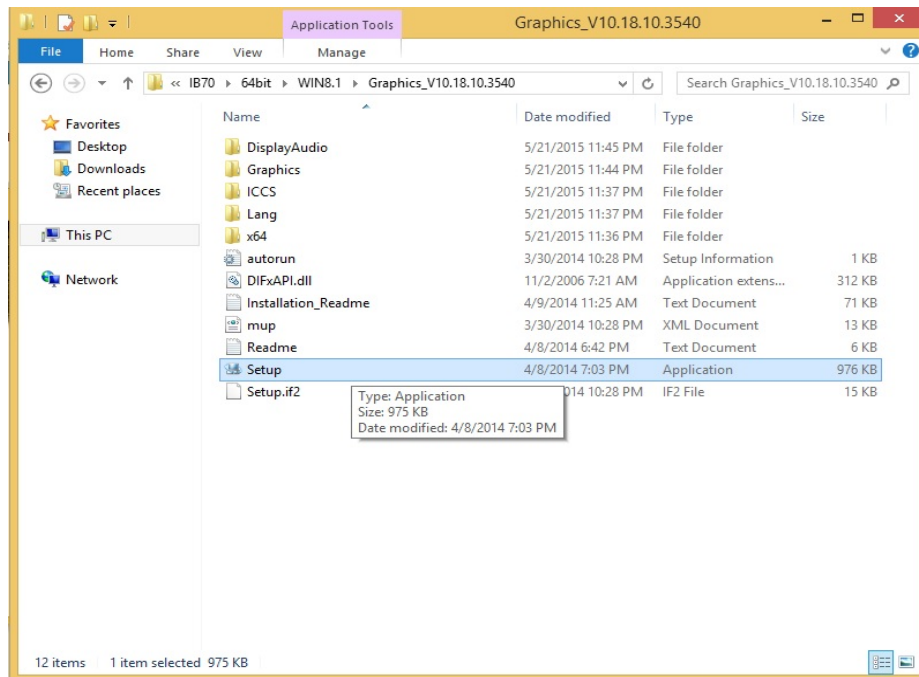 Application Tools Graphics_V10.18.10.3540
File Home Share View Manage
« IB70 ▸ 64bit ▸ WIN8.1 ▸ Graphics_V10.18.10.3540 Search Graphics_V10.18.10.3540
Favorites
Desktop
Downloads
Recent places
This PC
Network
Name Date modified Type Size
DisplayAudio 5/21/2015 11:45 PM File folder
Graphics 5/21/2015 11:44 PM File folder
ICCS 5/21/2015 11:37 PM File folder
Lang 5/21/2015 11:37 PM File folder
x64 5/21/2015 11:36 PM File folder
autorun 3/30/2014 10:28 PM Setup Information 1 KB
DIFxAPI.dll 11/2/2006 7:21 AM Application extens... 312 KB
Installation_Readme 4/9/2014 11:25 AM Text Document 71 KB
mup 3/30/2014 10:28 PM XML Document 13 KB
Readme 4/8/2014 6:42 PM Text Document 6 KB
Setup 4/8/2014 7:03 PM Application 976 KB
Setup.if2 014 10:28 PM IF2 File 15 KB
Type: Application
Size: 975 KB
Date modified: 4/8/2014 7:03 PM
12 items 1 item selected 975 KB